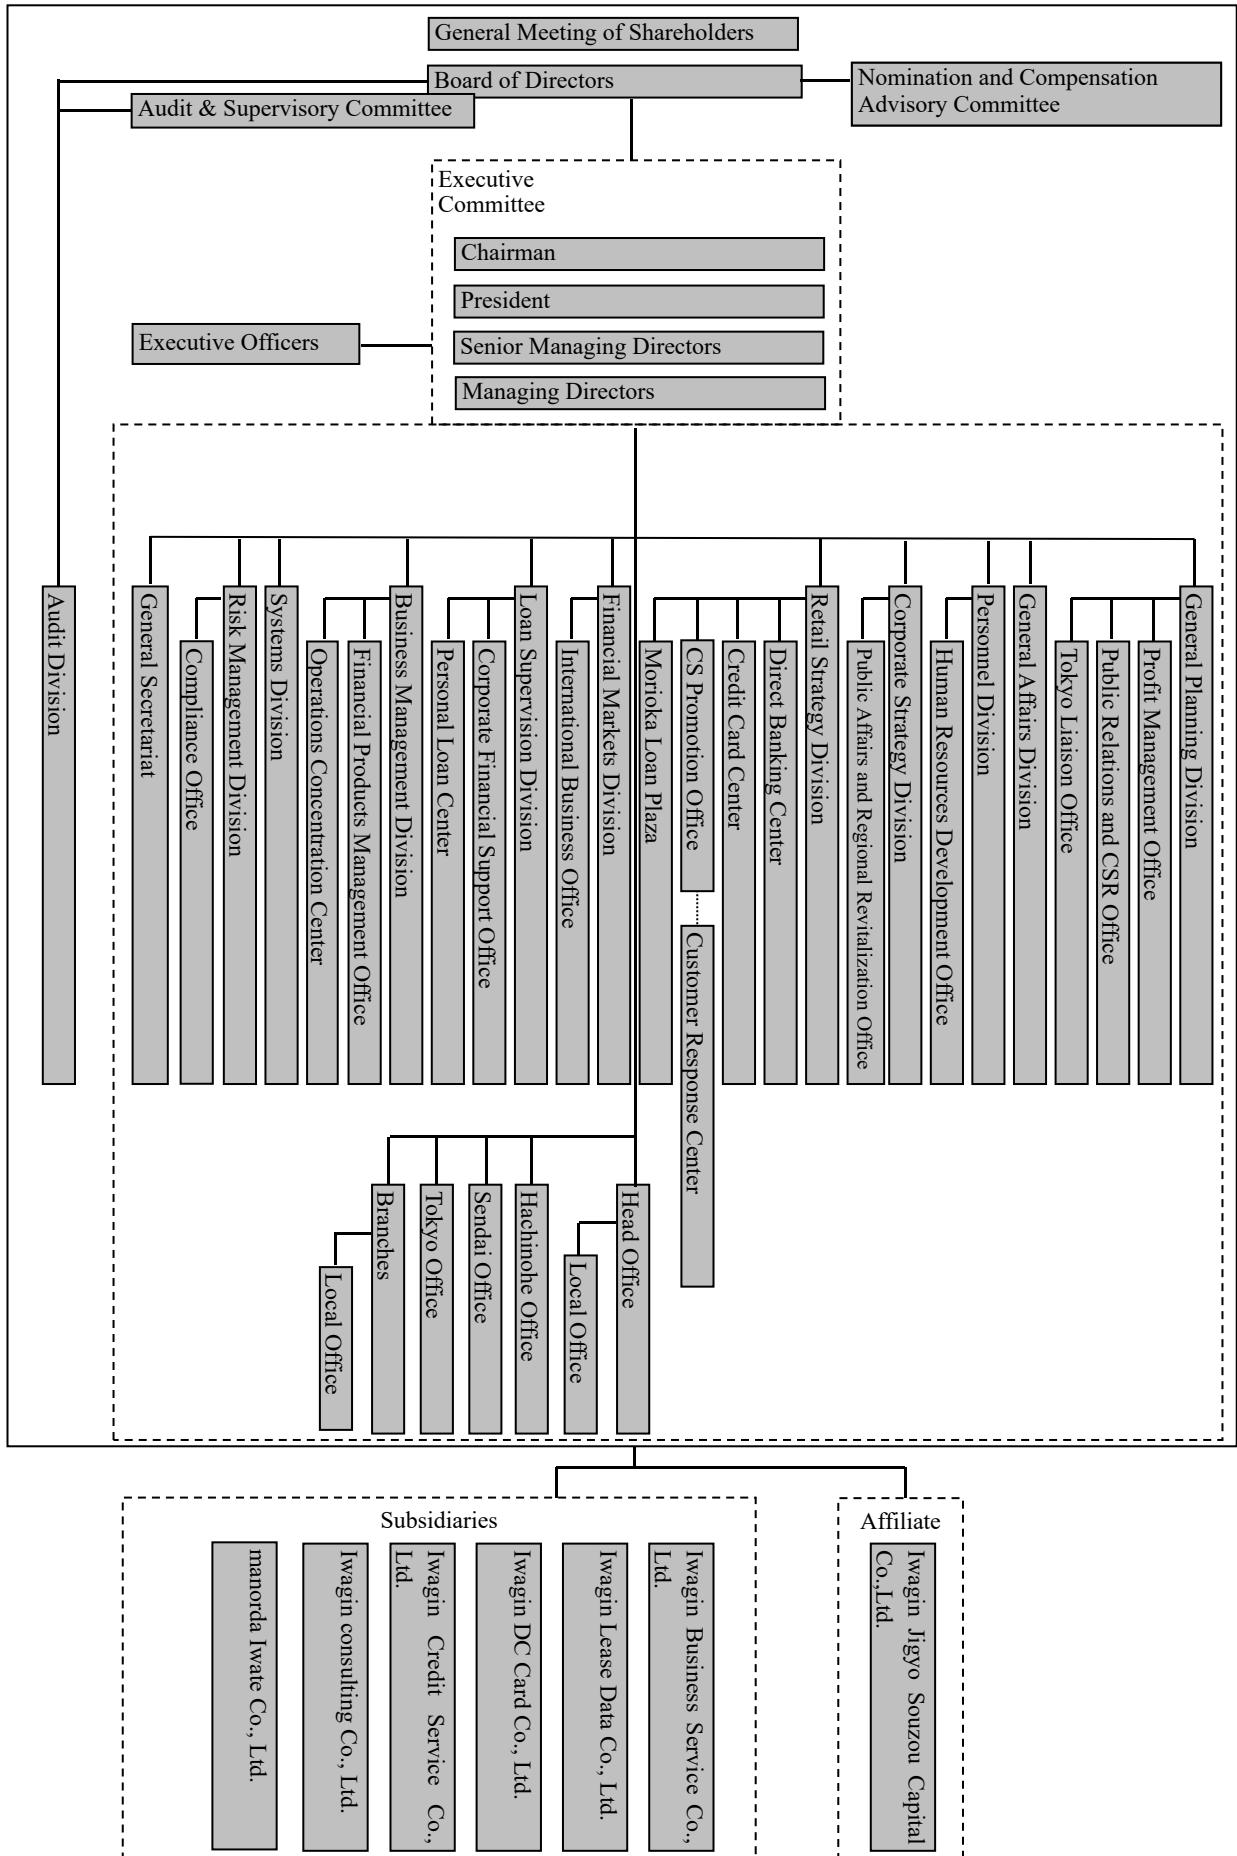 General Meeting of Shareholders
Board of Directors
Nomination and Compensation
Advisory Committee
Audit & Supervisory Committee
Executive
Committee
Chairman
President
Executive Officers
Senior Managing Directors
Managing Directors
Audit Division
General Secretariat
Compliance Office
Risk Management Division
Systems Division
Operations Concentration Center
Financial Products Management Office
Business Management Division
Personal Loan Center
Corporate Financial Support Office
Loan Supervision Division
International Business Office
Financial Markets Division
Morioka Loan Plaza
CS Promotion Office
Customer Response Center
Credit Card Center
Direct Banking Center
Retail Strategy Division
Public Affairs and Regional Revitalization Office
Corporate Strategy Division
Human Resources Development Office
Personnel Division
General Affairs Division
Tokyo Liaison Office
Public Relations and CSR Office
Profit Management Office
General Planning Division
Local Office
Branches
Tokyo Office
Sendai Office
Hachinohe Office
Local Office
Head Office
Subsidiaries
manorda Iwate Co., Ltd.
Iwagin consulting Co., Ltd.
Iwagin Credit Service Co.,
Ltd.
Iwagin DC Card Co., Ltd.
Iwagin Lease Data Co., Ltd.
Iwagin Business Service Co.,
Ltd.
Affiliate
Iwagin Jigyo Souzou Capital
Co.,Ltd.